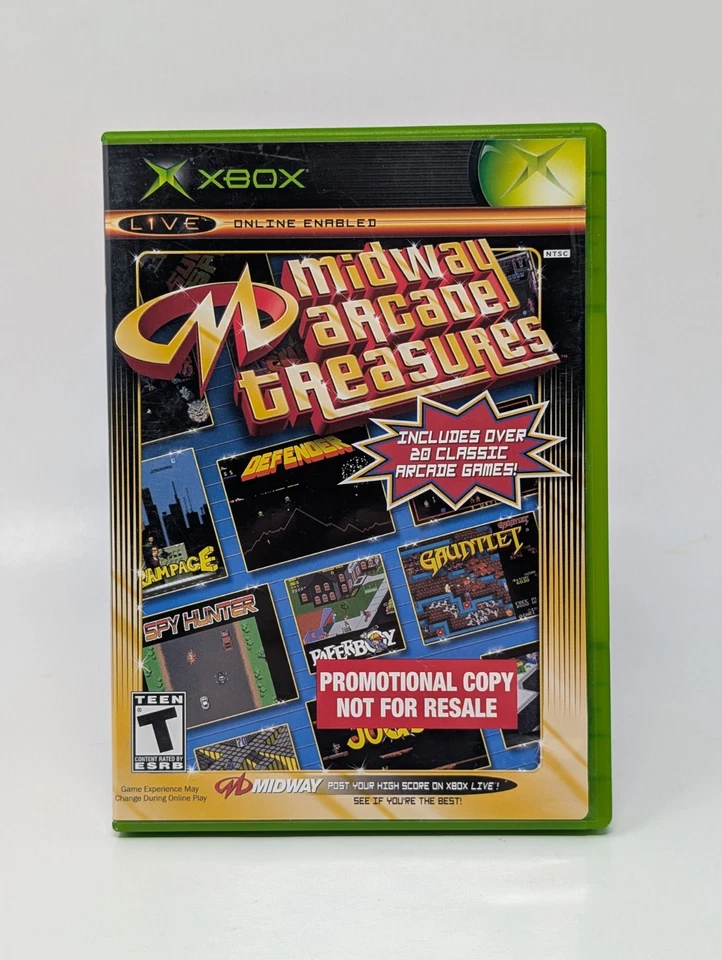 XBOX
LIVE ONLINE ENABLED
NTSC
midway
arcade
treasures
TM
INCLUDES OVER
20 CLASSIC
ARCADE GAMES!
DEFENDER
GAUNTLET
RAMPAGE
SPY HUNTER
PAPERBOY
PROMOTIONAL COPY
NOT FOR RESALE
JOUST
TEEN
T
CONTENT RATED BY
ESRB
Game Experience May
Change During Online Play
MIDWAY POST YOUR HIGH SCORE ON XBOX LIVE!
SEE IF YOU'RE THE BEST!